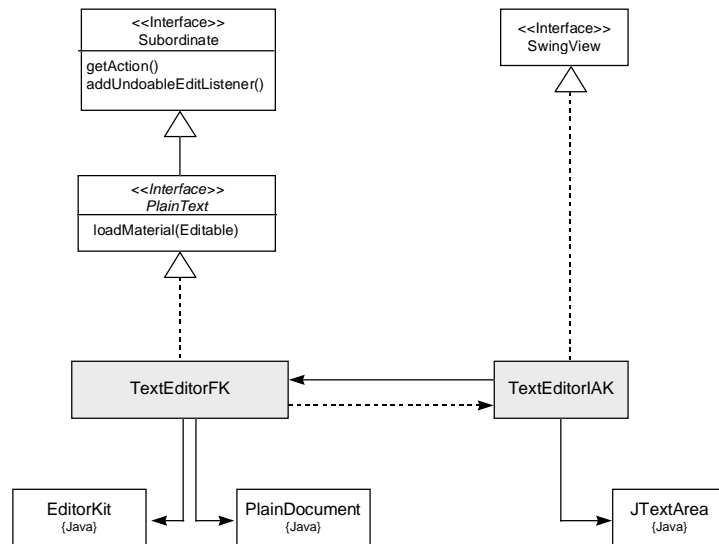 <<Interface>>
Subordinate
getAction()
addUndoableEditListener()
<<Interface>>
SwingView
<<Interface>>
PlainText
loadMaterial(Editable)
TextEditorFK
TextEditorIAK
EditorKit
{Java}
PlainDocument
{Java}
JTextArea
{Java}